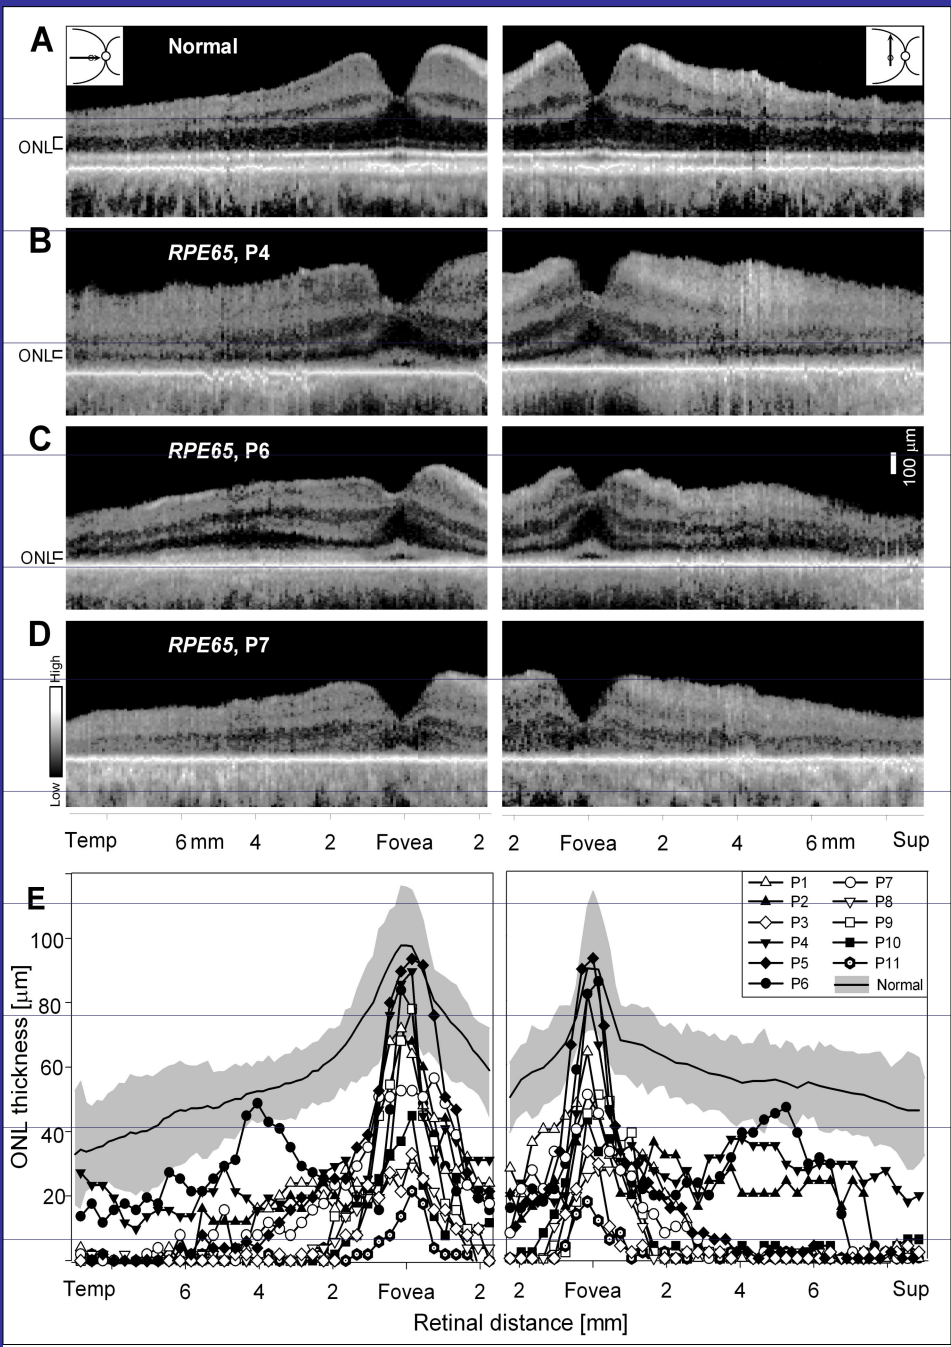 A
Normal
ONL
B
RPE65, P4
ONL
C
RPE65, P6
100 µm
ONL
D
RPE65, P7
High
Low
Temp 6 mm 4 2 Fovea 2 2 Fovea 2 4 6 mm Sup
E
P1 P7
P2 P8
P3 P9
P4 P10
P5 P11
P6 Normal
ONL thickness [µm]
100
80
60
40
20
Temp 6 4 2 Fovea 2 2 Fovea 2 4 6 Sup
Retinal distance [mm]